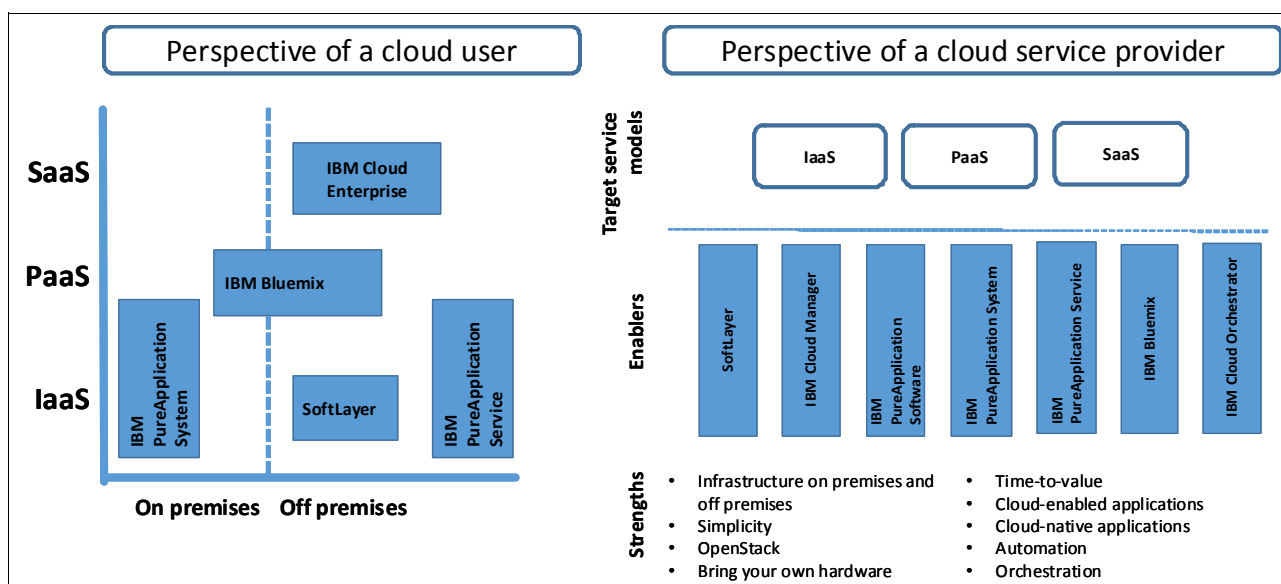 Perspective of a cloud user
SaaS
PaaS
IaaS
IBM Cloud
Enterprise
IBM Bluemix
IBM
PureApplication
System
SoftLayer
IBM
PureApplication
Service
On premises
Off premises
Perspective of a cloud service provider
Target service
models
IaaS
PaaS
SaaS
Enablers
SoftLayer
IBM Cloud Manager
IBM
PureApplication
Software
IBM
PureApplication System
IBM
PureApplication Service
IBM Bluemix
IBM Cloud Orchestrator
Strengths
• Infrastructure on premises and
off premises
• Simplicity
• OpenStack
• Bring your own hardware
• Time-to-value
• Cloud-enabled applications
• Cloud-native applications
• Automation
• Orchestration